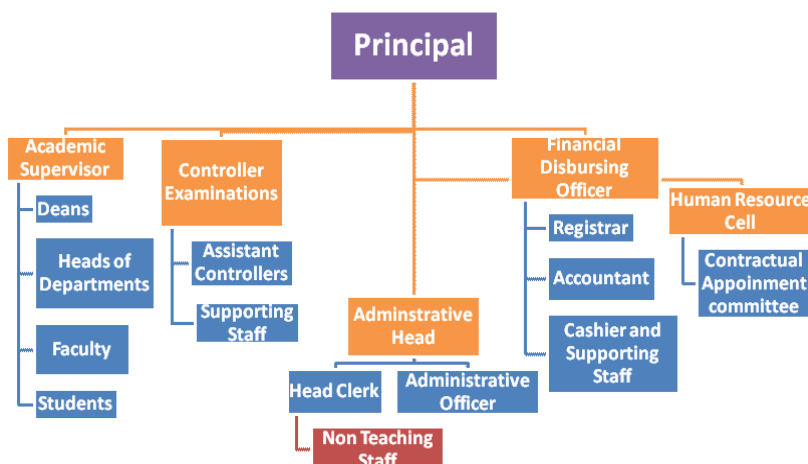 Principal
Academic
Supervisor
Deans
Heads of
Departments
Faculty
Students
Controller
Examinations
Assistant
Controllers
Supporting
Staff
Adminstrative
Head
Head Clerk
Non Teaching
Staff
Administrative
Officer
Financial
Disbursing
Officer
Registrar
Accountant
Cashier and
Supporting
Staff
Human Resource
Cell
Contractual
Appoinment
committee